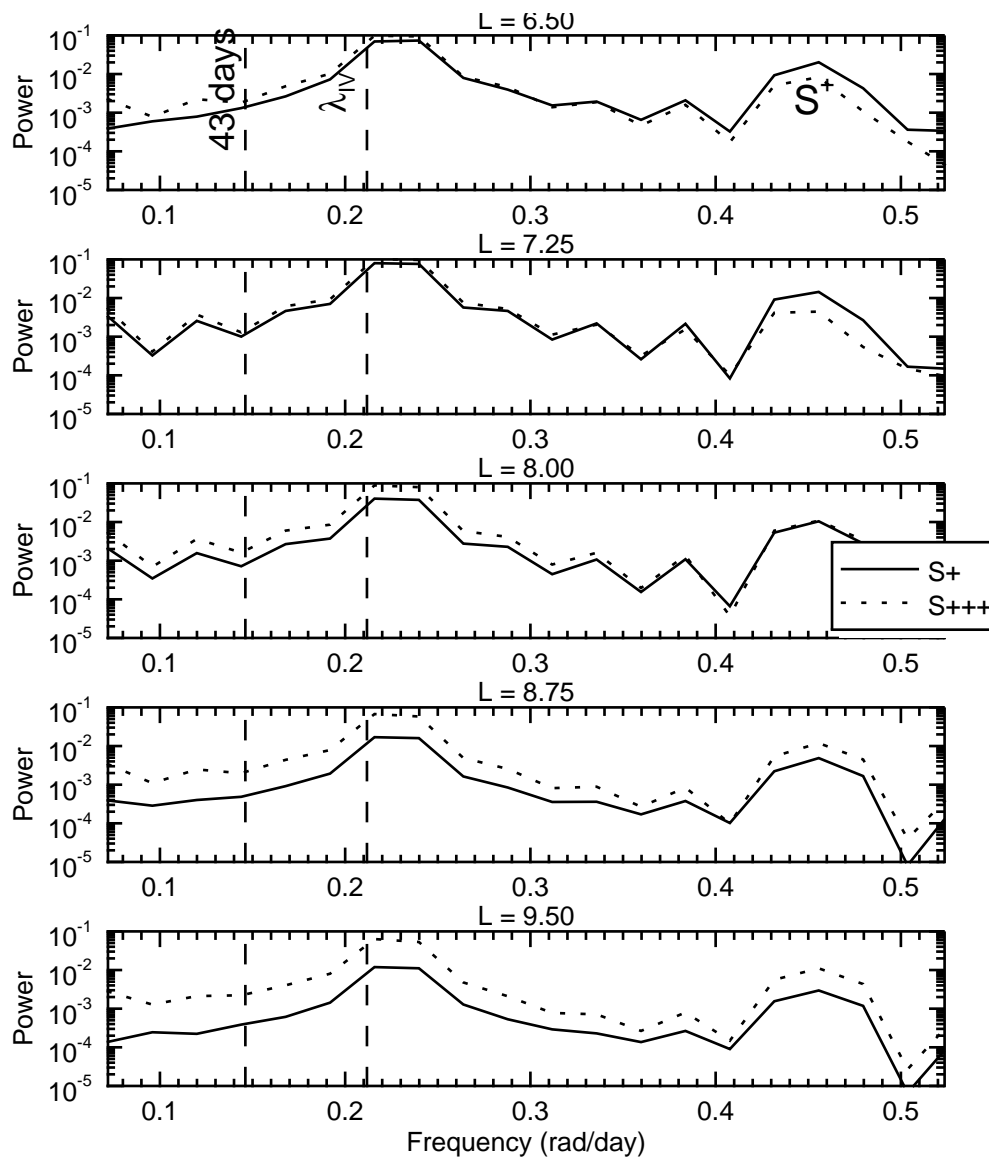 L = 6.50
Power
10-1
10-2
10-3
10-4
10-5
43 days
λIV
S+
0.1 0.2 0.3 0.4 0.5
L = 7.25
Power
10-1
10-2
10-3
10-4
10-5
0.1 0.2 0.3 0.4 0.5
L = 8.00
Power
10-1
10-2
10-3
10-4
10-5
S+
S+++
0.1 0.2 0.3 0.4 0.5
L = 8.75
Power
10-1
10-2
10-3
10-4
10-5
0.1 0.2 0.3 0.4 0.5
L = 9.50
Power
10-1
10-2
10-3
10-4
10-5
0.1 0.2 0.3 0.4 0.5
Frequency (rad/day)